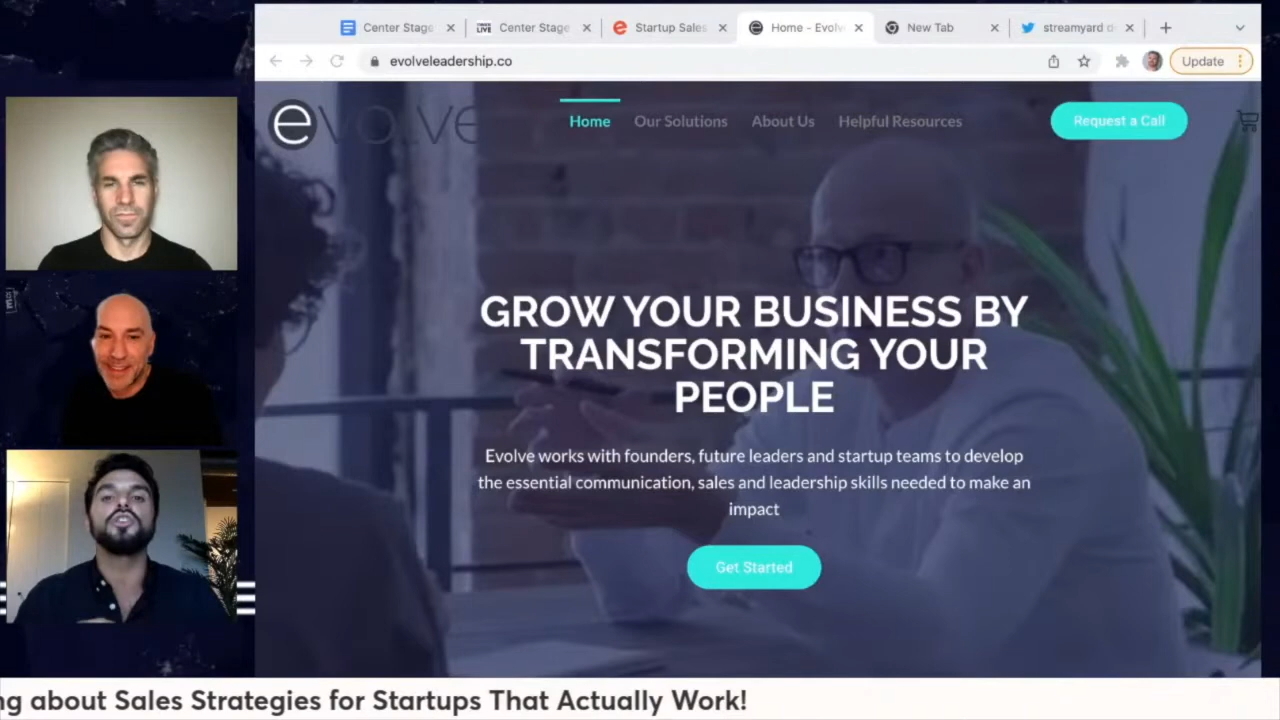 Center Stage
Center Stage
Startup Sales
Home - Evolve
New Tab
streamyard d
evolveleadership.co
Update
evolve
Home
Our Solutions
About Us
Helpful Resources
Request a Call
GROW YOUR BUSINESS BY
TRANSFORMING YOUR
PEOPLE
Evolve works with founders, future leaders and startup teams to develop
the essential communication, sales and leadership skills needed to make an
impact
Get Started
ng about Sales Strategies for Startups That Actually Work!